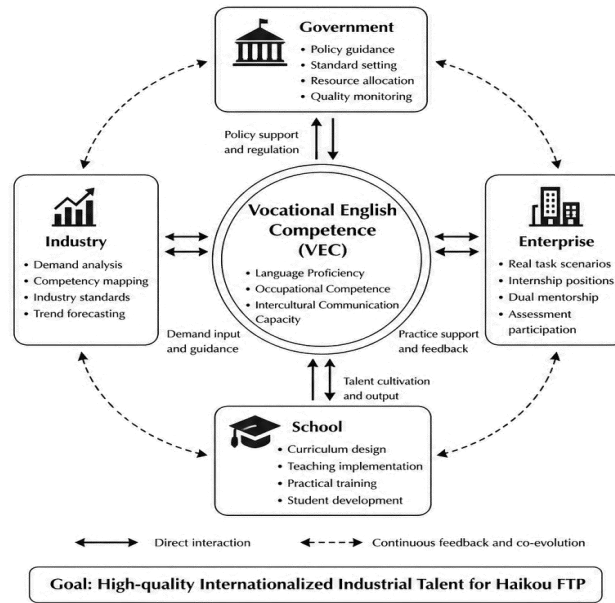 Government
• Policy guidance
• Standard setting
• Resource allocation
• Quality monitoring
Policy support
and regulation
Industry
• Demand analysis
• Competency mapping
• Industry standards
• Trend forecasting
Vocational English
Competence
(VEC)
• Language Proficiency
• Occupational Competence
• Intercultural Communication
Capacity
Enterprise
• Real task scenarios
• Internship positions
• Dual mentorship
• Assessment
participation
Demand input
and guidance
Practice support
and feedback
Talent cultivation
and output
School
• Curriculum design
• Teaching implementation
• Practical training
• Student development
Direct interaction
Continuous feedback and co-evolution
Goal: High-quality Internationalized Industrial Talent for Haikou FTP